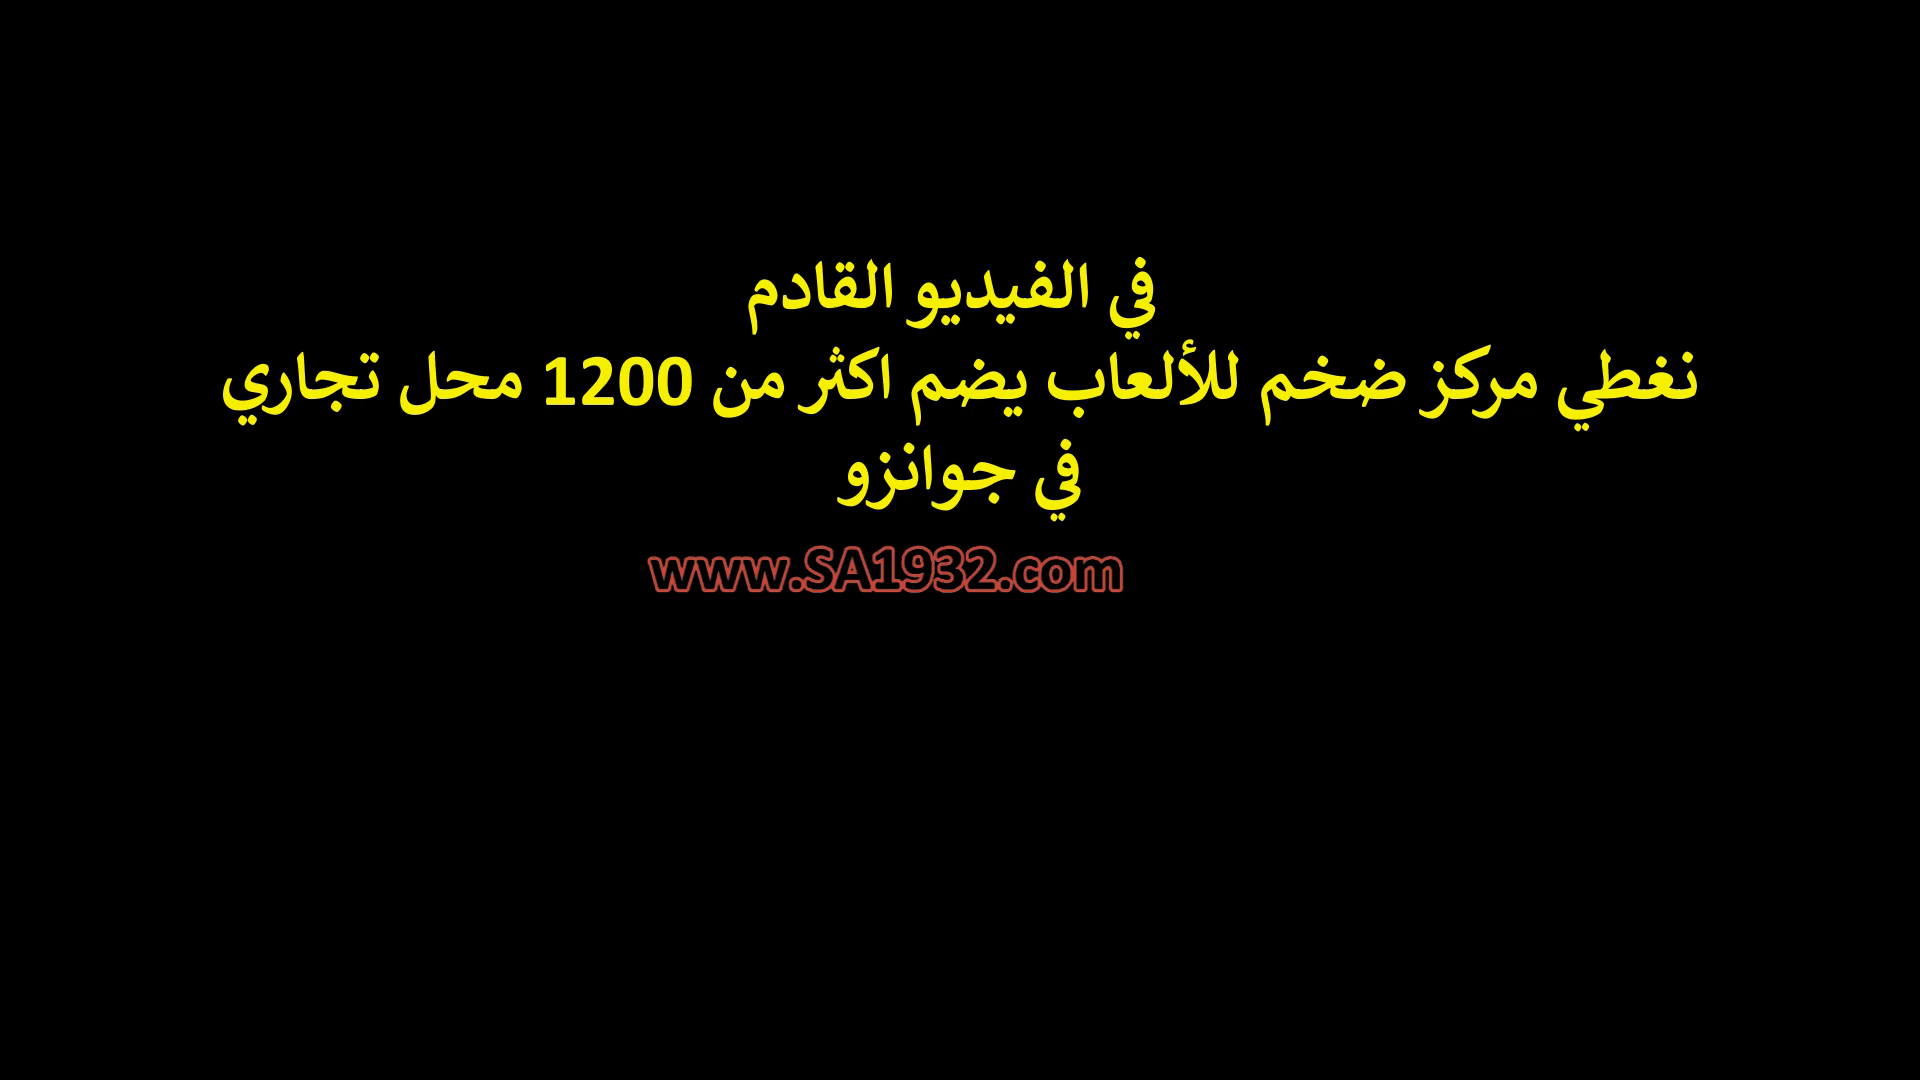 في الفيديو القادم
نغطي مركز ضخم للألعاب يضم اكثر من 1200 محل تجاري
في جوانزو
www.SA1932.com